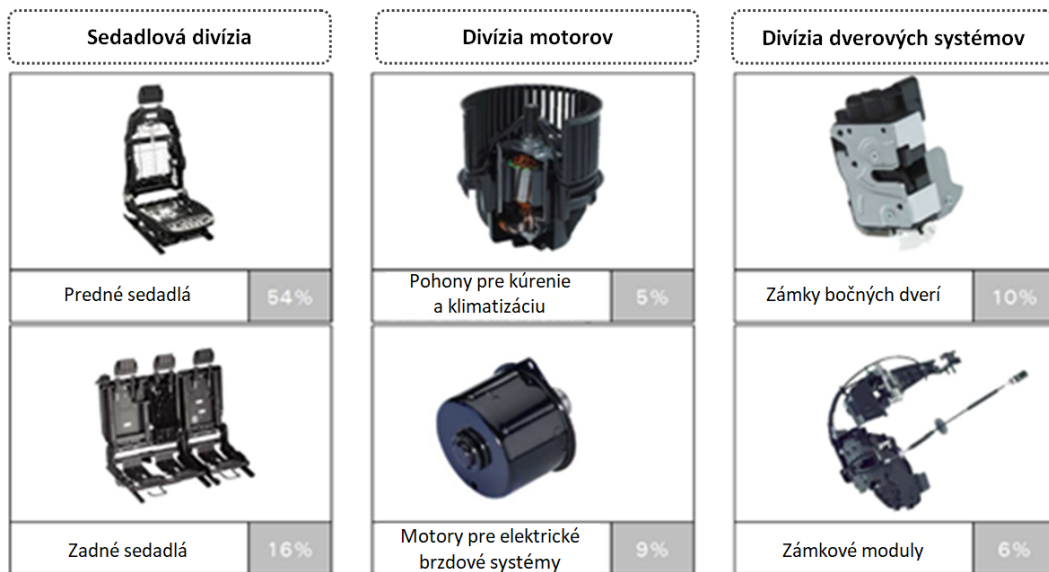 Sedadlová divízia
Divízia motorov
Divízia dverových systémov
Predné sedadlá
54%
Pohony pre kúrenie
a klimatizáciu
5%
Zámky bočných dverí
10%
Zadné sedadlá
16%
Motory pre elektrické
brzdové systémy
9%
Zámkové moduly
6%